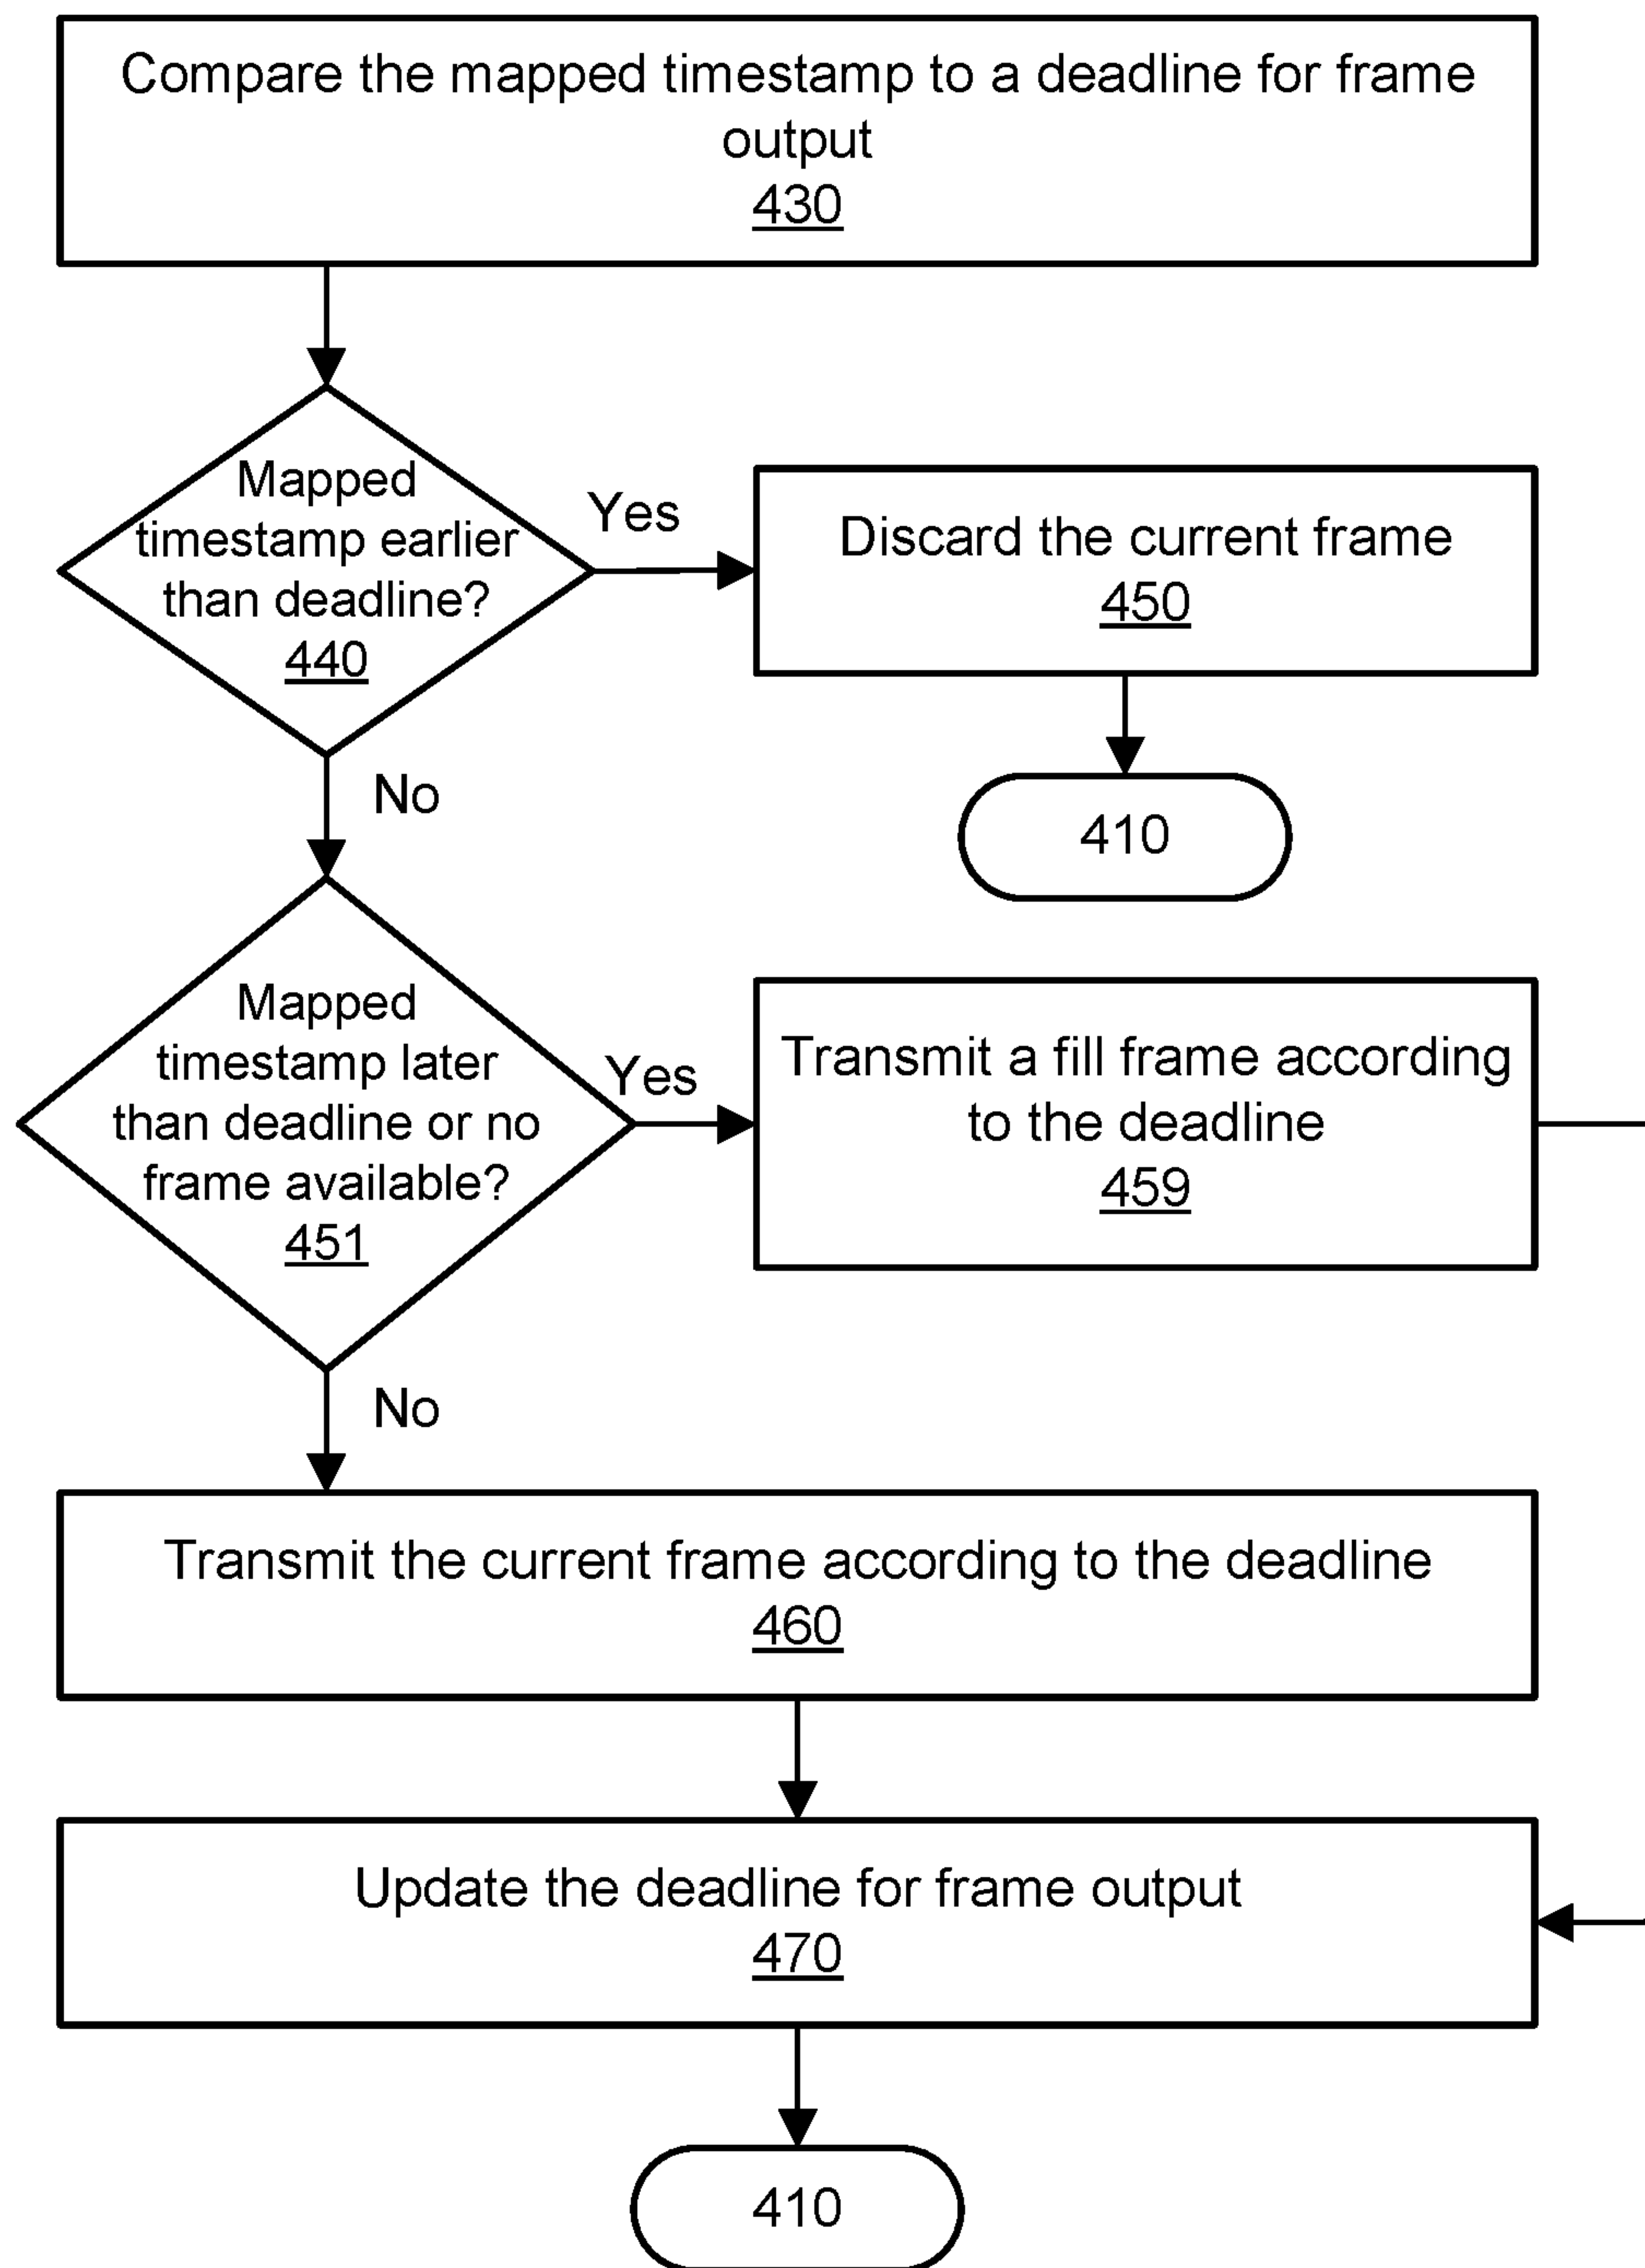 Compare the mapped timestamp to a deadline for frame
output
430
Mapped
timestamp earlier
than deadline?
440
Yes
Discard the current frame
450
No
410
Mapped
timestamp later
than deadline or no
frame available?
451
Yes
Transmit a fill frame according
to the deadline
459
No
Transmit the current frame according to the deadline
460
Update the deadline for frame output
470
410